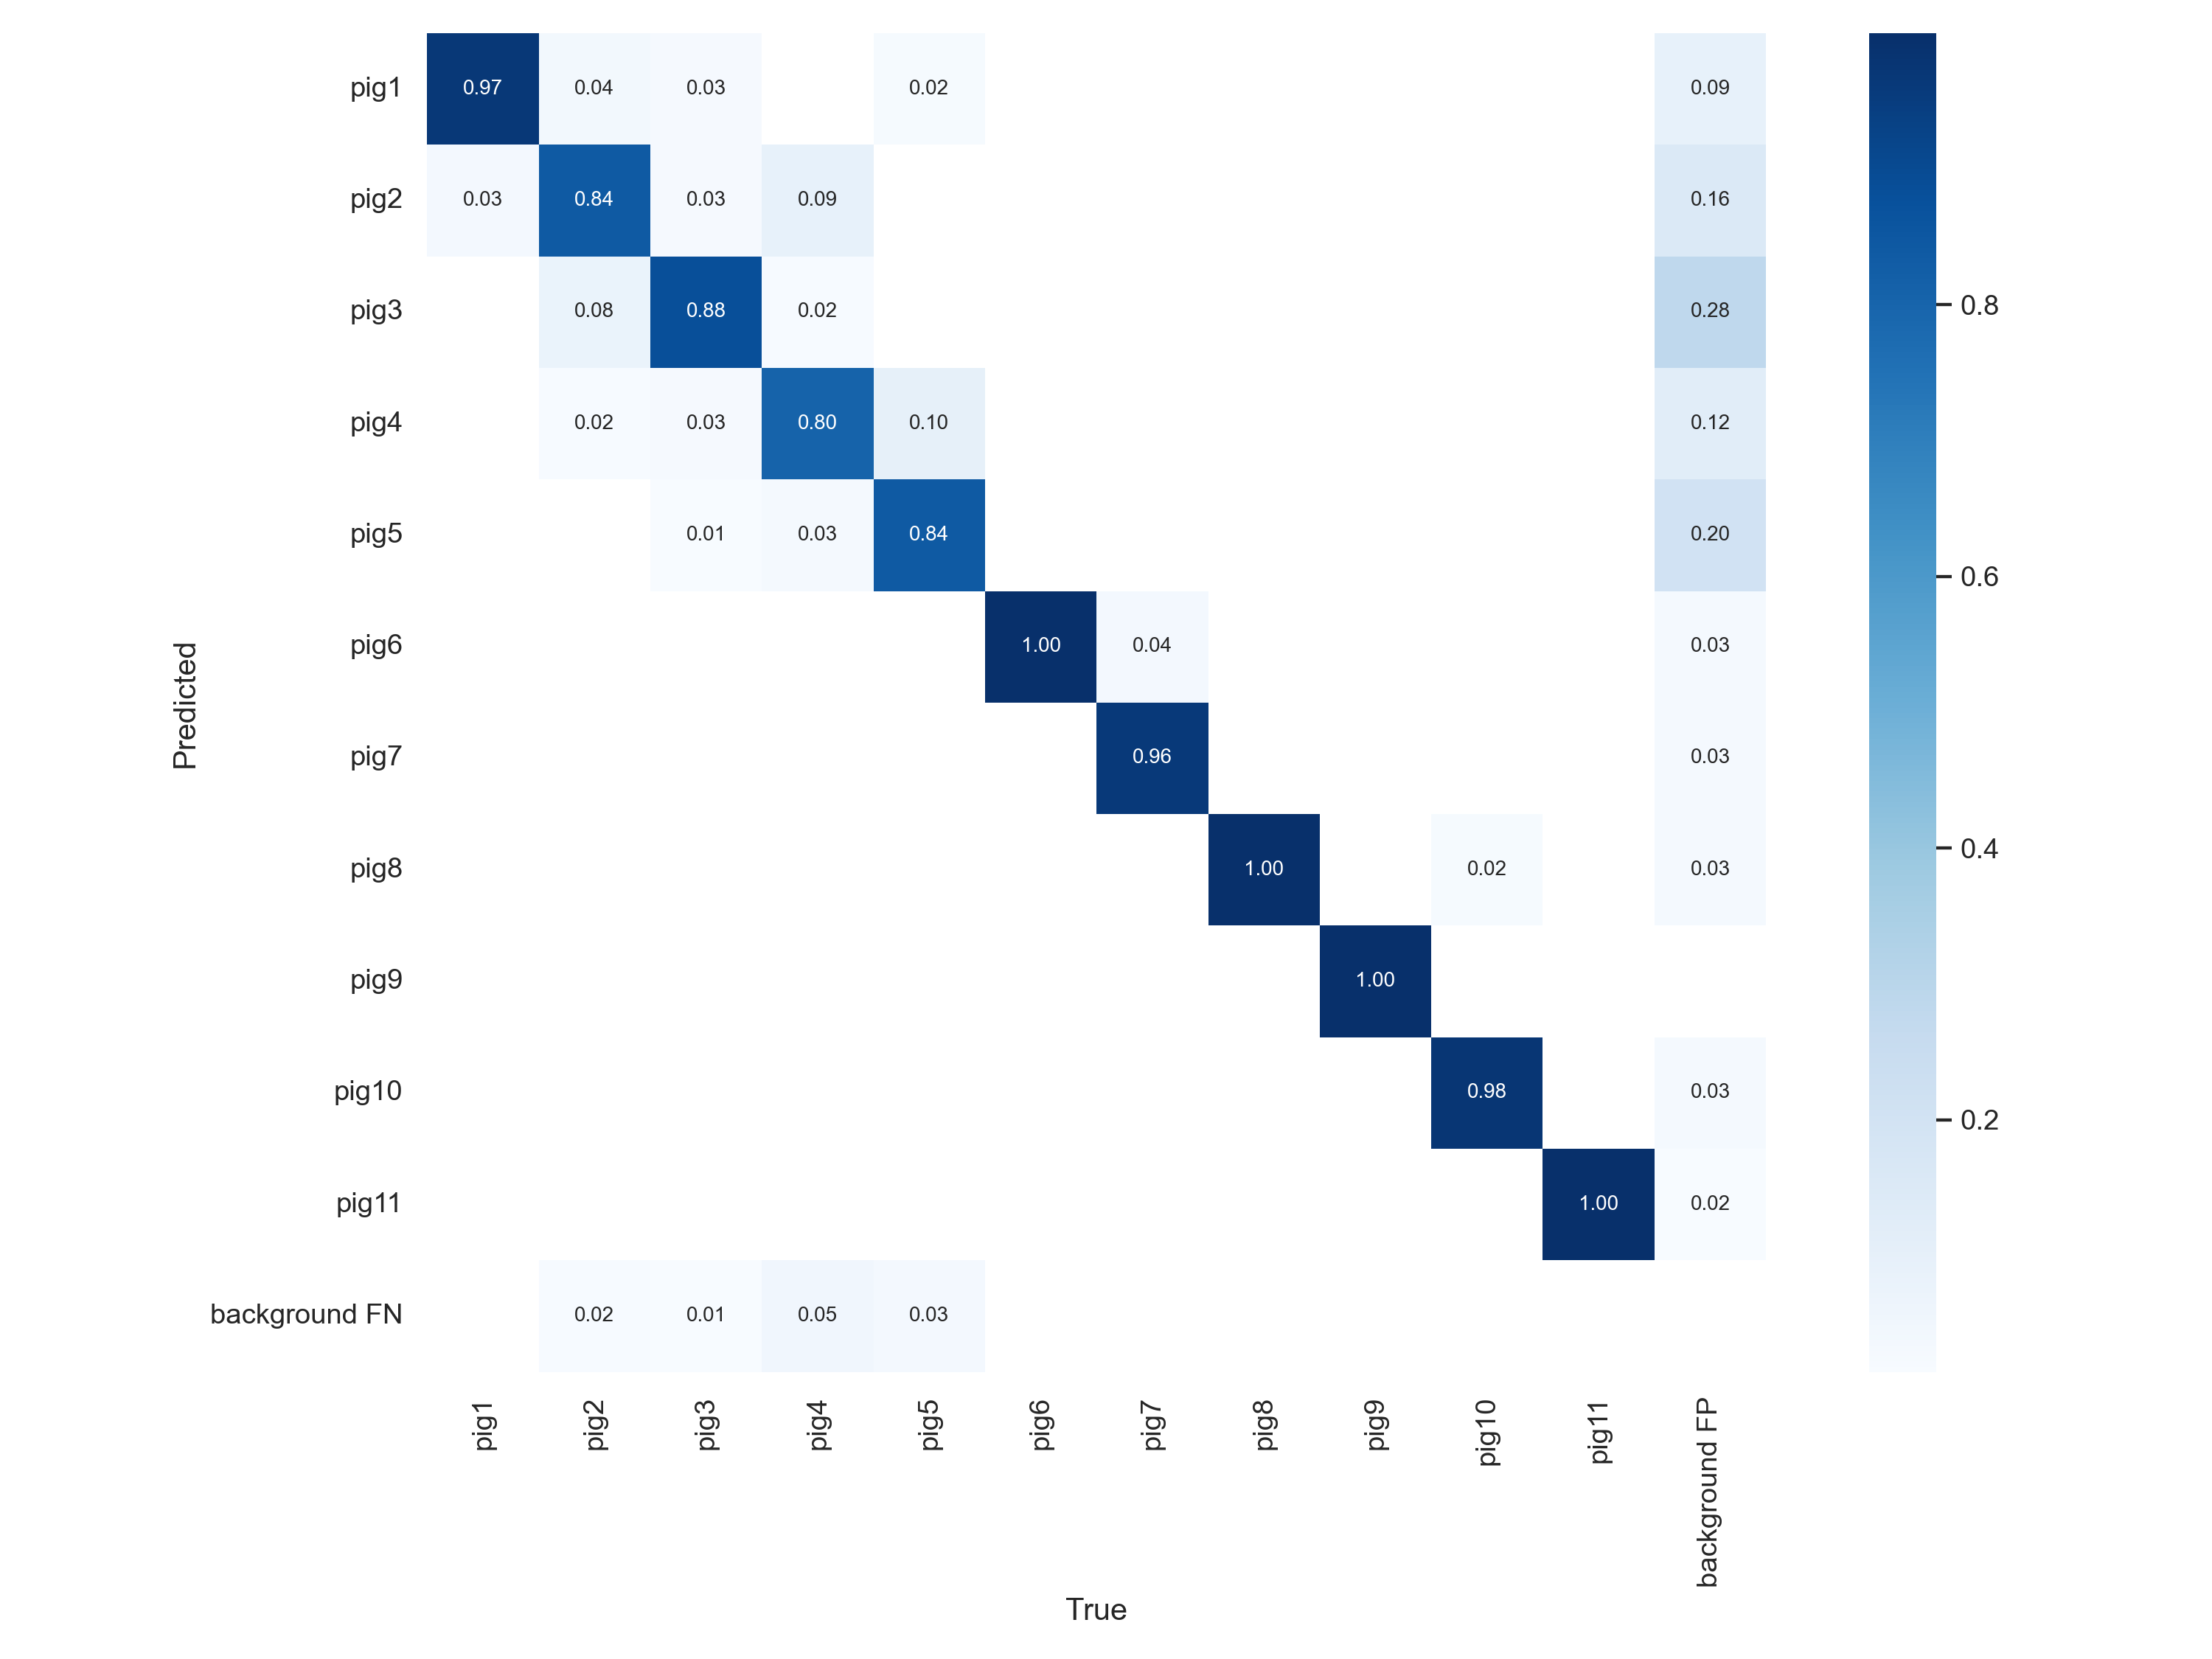 pig1 0.97 0.04 0.03 0.02 0.09
pig2 0.03 0.84 0.03 0.09 0.16
pig3 0.08 0.88 0.02 0.28 0.8
pig4 0.02 0.03 0.80 0.10 0.12
pig5 0.01 0.03 0.84 0.20
0.6
pig6 1.00 0.04 0.03
Predicted
pig7 0.96 0.03
0.4
pig8 1.00 0.02 0.03
pig9 1.00
pig10 0.98 0.03
0.2
pig11 1.00 0.02
background FN 0.02 0.01 0.05 0.03
pig1 pig2 pig3 pig4 pig5 pig6 pig7 pig8 pig9 pig10 pig11 background FP
True